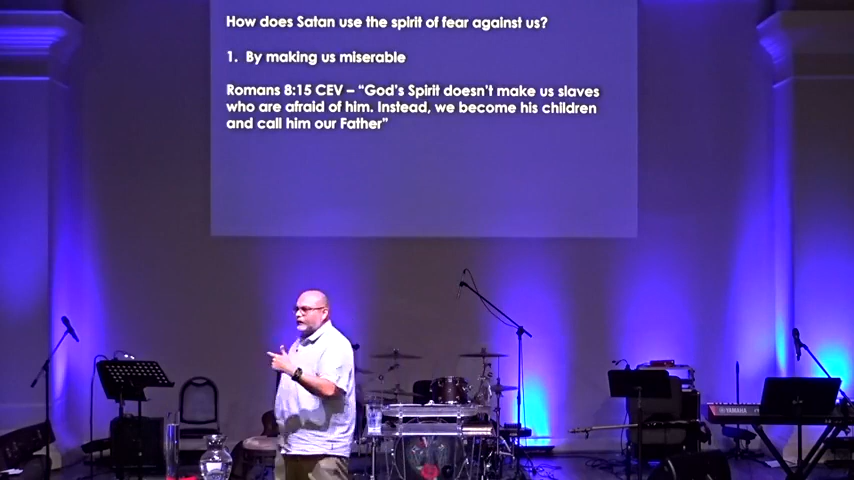 How does Satan use the spirit of fear against us?
1. By making us miserable
Romans 8:15 CEV – “God’s Spirit doesn’t make us slaves
who are afraid of him. Instead, we become his children
and call him our Father”
YAMAHA